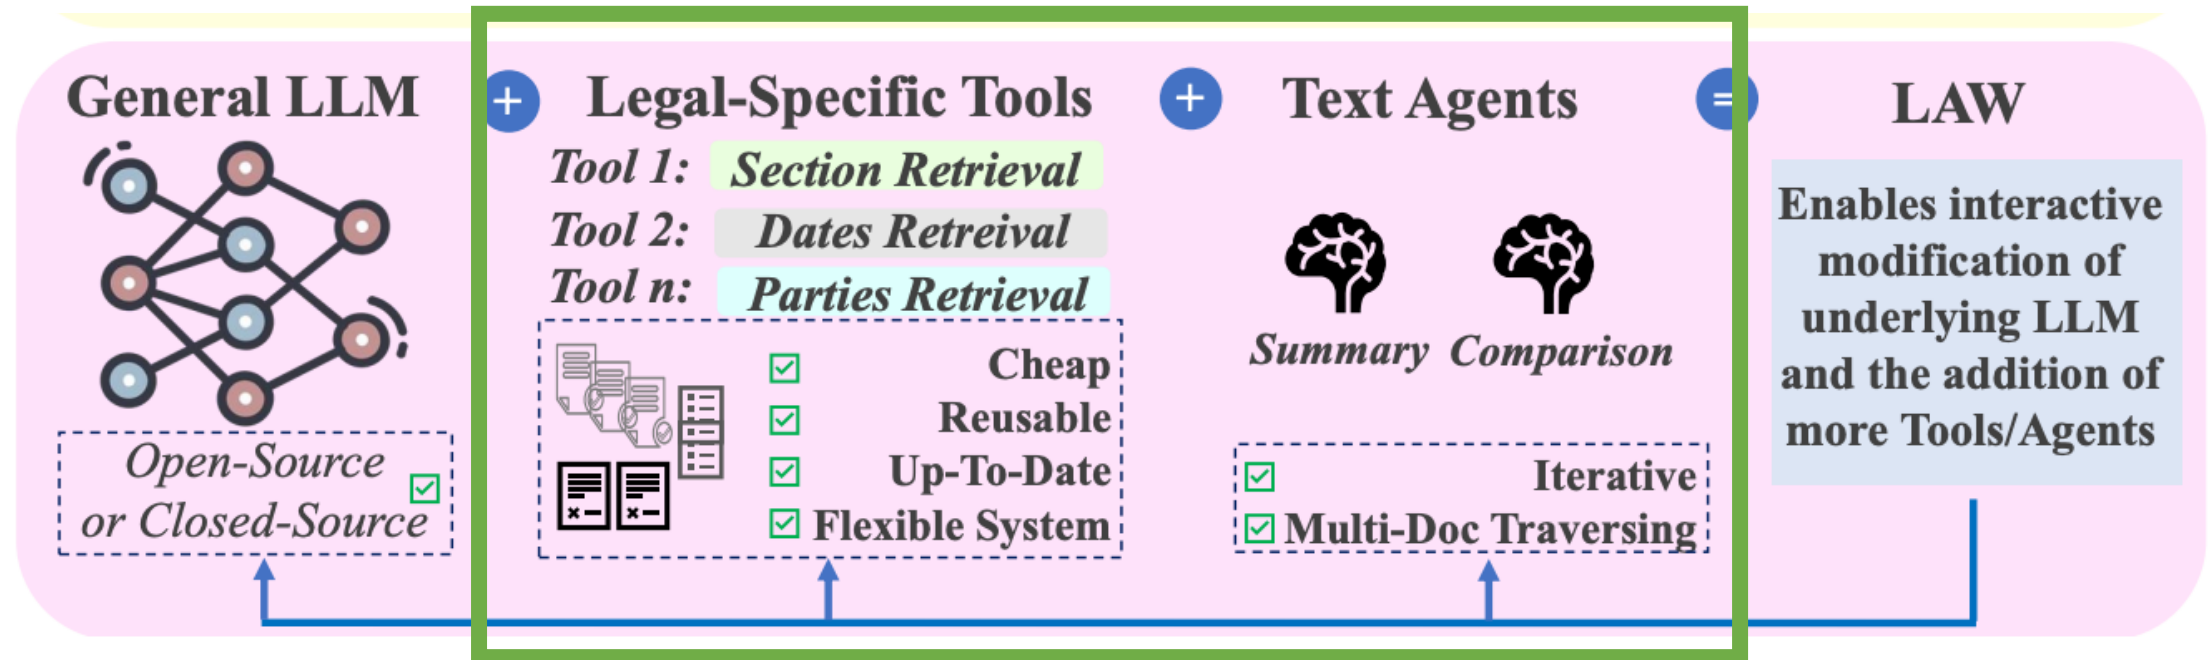 General LLM
+
Legal-Specific Tools
+
Text Agents
=
LAW
Tool 1: Section Retrieval
Tool 2: Dates Retreival
Tool n: Parties Retrieval
Cheap
Reusable
Up-To-Date
Flexible System
Open-Source
or Closed-Source
Summary Comparison
Iterative
Multi-Doc Traversing
Enables interactive
modification of
underlying LLM
and the addition of
more Tools/Agents